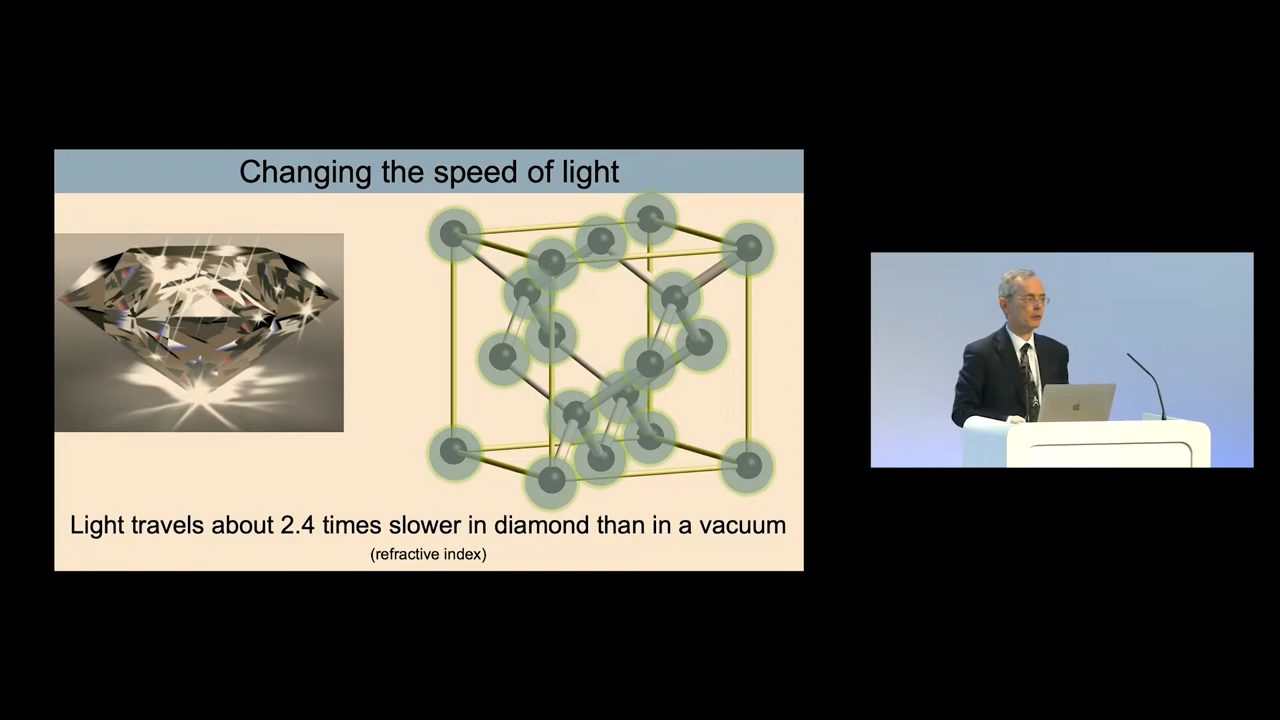 Changing the speed of light
Light travels about 2.4 times slower in diamond than in a vacuum
(refractive index)